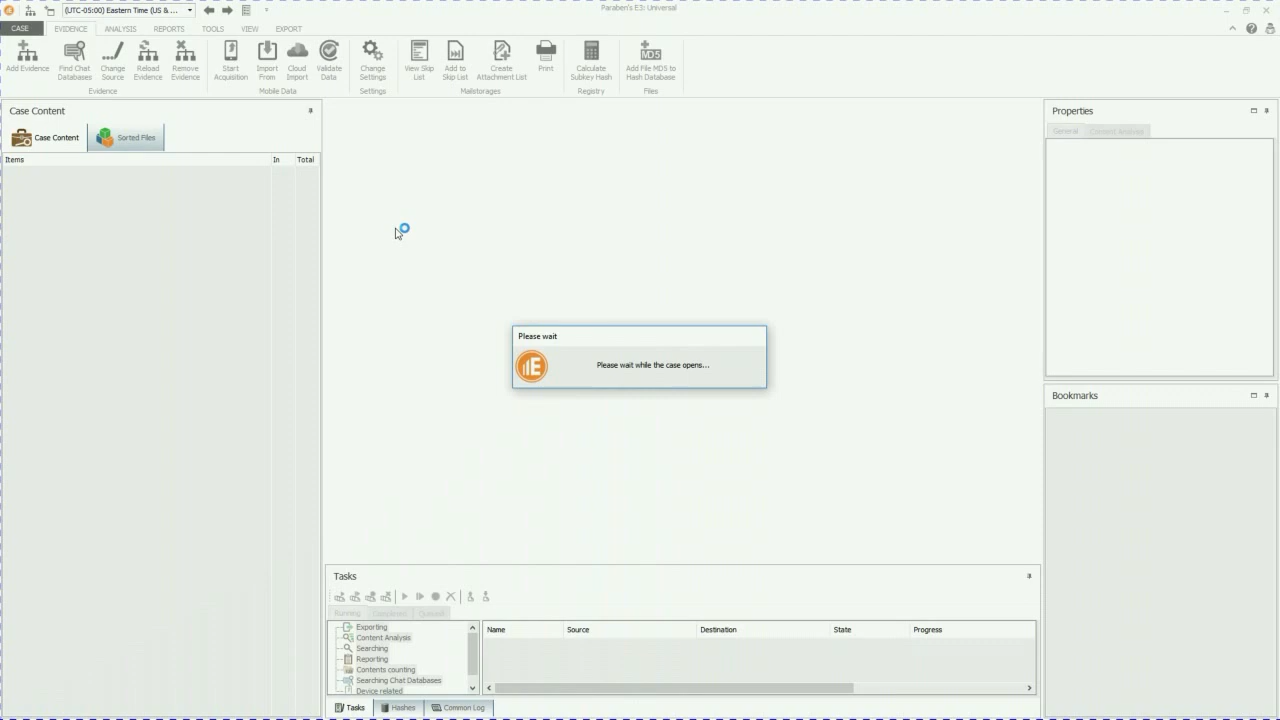 (UTC-05:00) Eastern Time (US & ...
Paraben's E3: Universal
CASE
EVIDENCE
ANALYSIS
REPORTS
TOOLS
VIEW
EXPORT
Add Evidence
Find Chat
Databases
Change
Source
Reload
Evidence
Remove
Evidence
Evidence
Start
Acquisition
Import
From
Cloud
Import
Validate
Data
Mobile Data
Change
Settings
Settings
View Skip
List
Add to
Skip List
Create
Attachment List
Print
Mailstorages
Calculate
Subkey Hash
Registry
MD5
Add File MD5 to
Hash Database
Files
Case Content
Case Content
Sorted Files
Items
In
Total
Please wait
E
Please wait while the case opens...
Properties
General
Content Analysis
Bookmarks
Tasks
Running
Completed
Queued
Exporting
Content Analysis
Searching
Reporting
Contents counting
Searching Chat Databases
Device related
Name
Source
Destination
State
Progress
Tasks
Hashes
Common Log